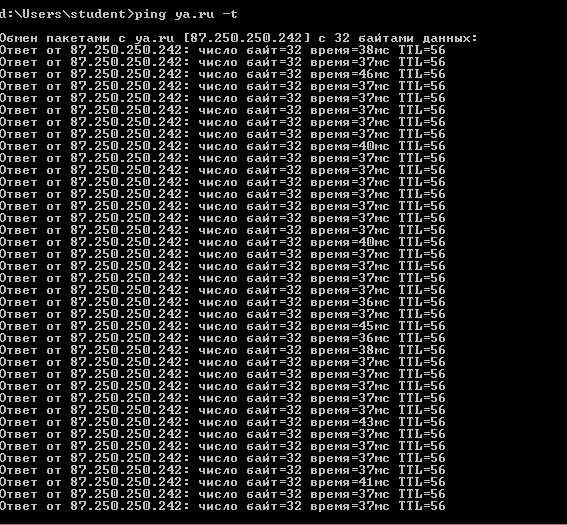 d:\Users\student>ping ya.ru -t
Обмен пакетами с ya.ru [87.250.250.242] с 32 байтами данных:
Ответ от 87.250.250.242: число байт=32 время=38мс TTL=56
Ответ от 87.250.250.242: число байт=32 время=37мс TTL=56
Ответ от 87.250.250.242: число байт=32 время=46мс TTL=56
Ответ от 87.250.250.242: число байт=32 время=37мс TTL=56
Ответ от 87.250.250.242: число байт=32 время=37мс TTL=56
Ответ от 87.250.250.242: число байт=32 время=37мс TTL=56
Ответ от 87.250.250.242: число байт=32 время=37мс TTL=56
Ответ от 87.250.250.242: число байт=32 время=37мс TTL=56
Ответ от 87.250.250.242: число байт=32 время=40мс TTL=56
Ответ от 87.250.250.242: число байт=32 время=37мс TTL=56
Ответ от 87.250.250.242: число байт=32 время=37мс TTL=56
Ответ от 87.250.250.242: число байт=32 время=37мс TTL=56
Ответ от 87.250.250.242: число байт=32 время=37мс TTL=56
Ответ от 87.250.250.242: число байт=32 время=37мс TTL=56
Ответ от 87.250.250.242: число байт=32 время=37мс TTL=56
Ответ от 87.250.250.242: число байт=32 время=37мс TTL=56
Ответ от 87.250.250.242: число байт=32 время=40мс TTL=56
Ответ от 87.250.250.242: число байт=32 время=37мс TTL=56
Ответ от 87.250.250.242: число байт=32 время=37мс TTL=56
Ответ от 87.250.250.242: число байт=32 время=37мс TTL=56
Ответ от 87.250.250.242: число байт=32 время=37мс TTL=56
Ответ от 87.250.250.242: число байт=32 время=36мс TTL=56
Ответ от 87.250.250.242: число байт=32 время=37мс TTL=56
Ответ от 87.250.250.242: число байт=32 время=45мс TTL=56
Ответ от 87.250.250.242: число байт=32 время=36мс TTL=56
Ответ от 87.250.250.242: число байт=32 время=38мс TTL=56
Ответ от 87.250.250.242: число байт=32 время=37мс TTL=56
Ответ от 87.250.250.242: число байт=32 время=37мс TTL=56
Ответ от 87.250.250.242: число байт=32 время=37мс TTL=56
Ответ от 87.250.250.242: число байт=32 время=37мс TTL=56
Ответ от 87.250.250.242: число байт=32 время=37мс TTL=56
Ответ от 87.250.250.242: число байт=32 время=43мс TTL=56
Ответ от 87.250.250.242: число байт=32 время=37мс TTL=56
Ответ от 87.250.250.242: число байт=32 время=37мс TTL=56
Ответ от 87.250.250.242: число байт=32 время=37мс TTL=56
Ответ от 87.250.250.242: число байт=32 время=37мс TTL=56
Ответ от 87.250.250.242: число байт=32 время=41мс TTL=56
Ответ от 87.250.250.242: число байт=32 время=37мс TTL=56
Ответ от 87.250.250.242: число байт=32 время=37мс TTL=56